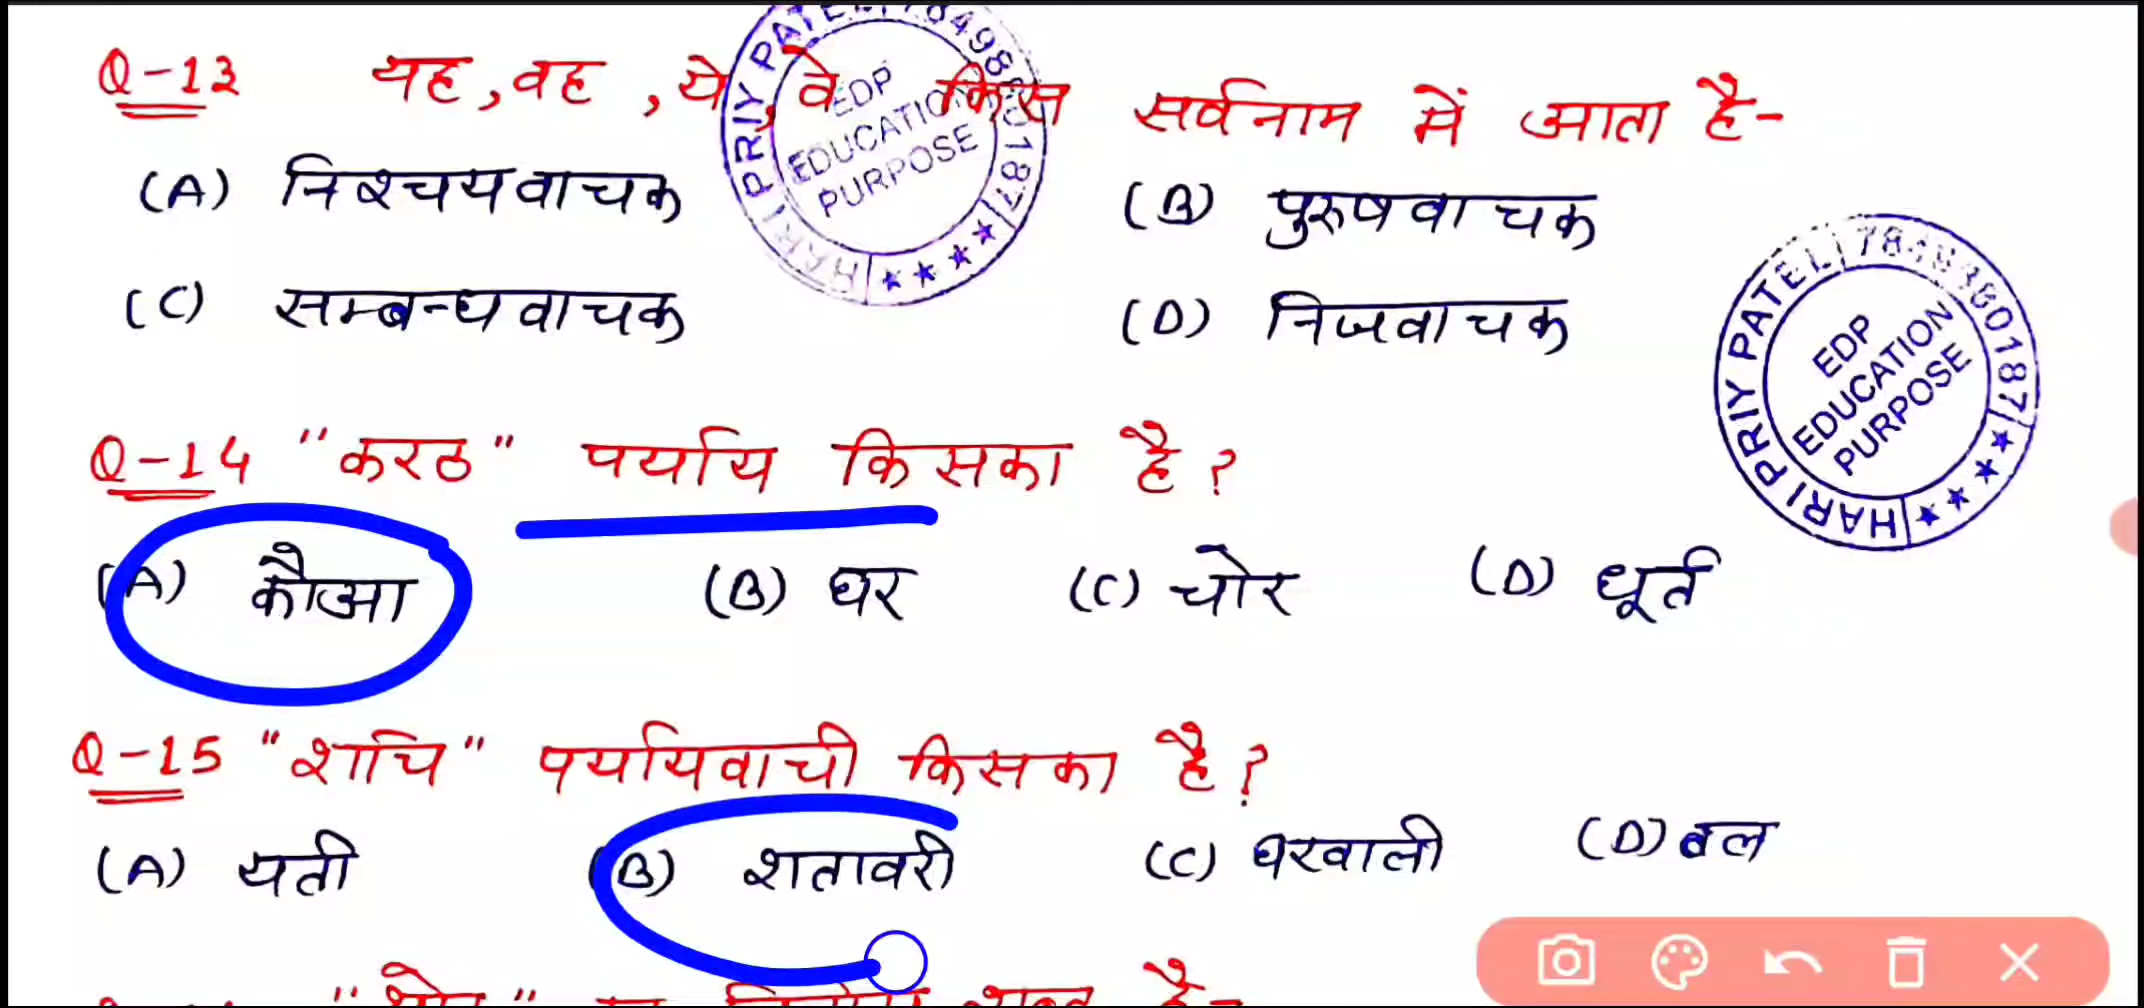 Q-13 यह, वह, ये, वे किस सर्वनाम में आता है-
(A) निश्चयवाचक (B) पुरुषवाचक
(C) सम्बन्धवाचक (D) निजवाचक
Q-14 "करठ" पर्याय किसका है?
(A) कौआ (B) घर (C) चोर (D) धूर्त
Q-15 "शचि" पर्यायवाची किसका है?
(A) यती (B) शतावरी (C) घरवाली (D) बल
HARI PRIY PATEL
EDP
EDUCATION
PURPOSE
HARI PRIY PATEL
EDP
EDUCATION
PURPOSE